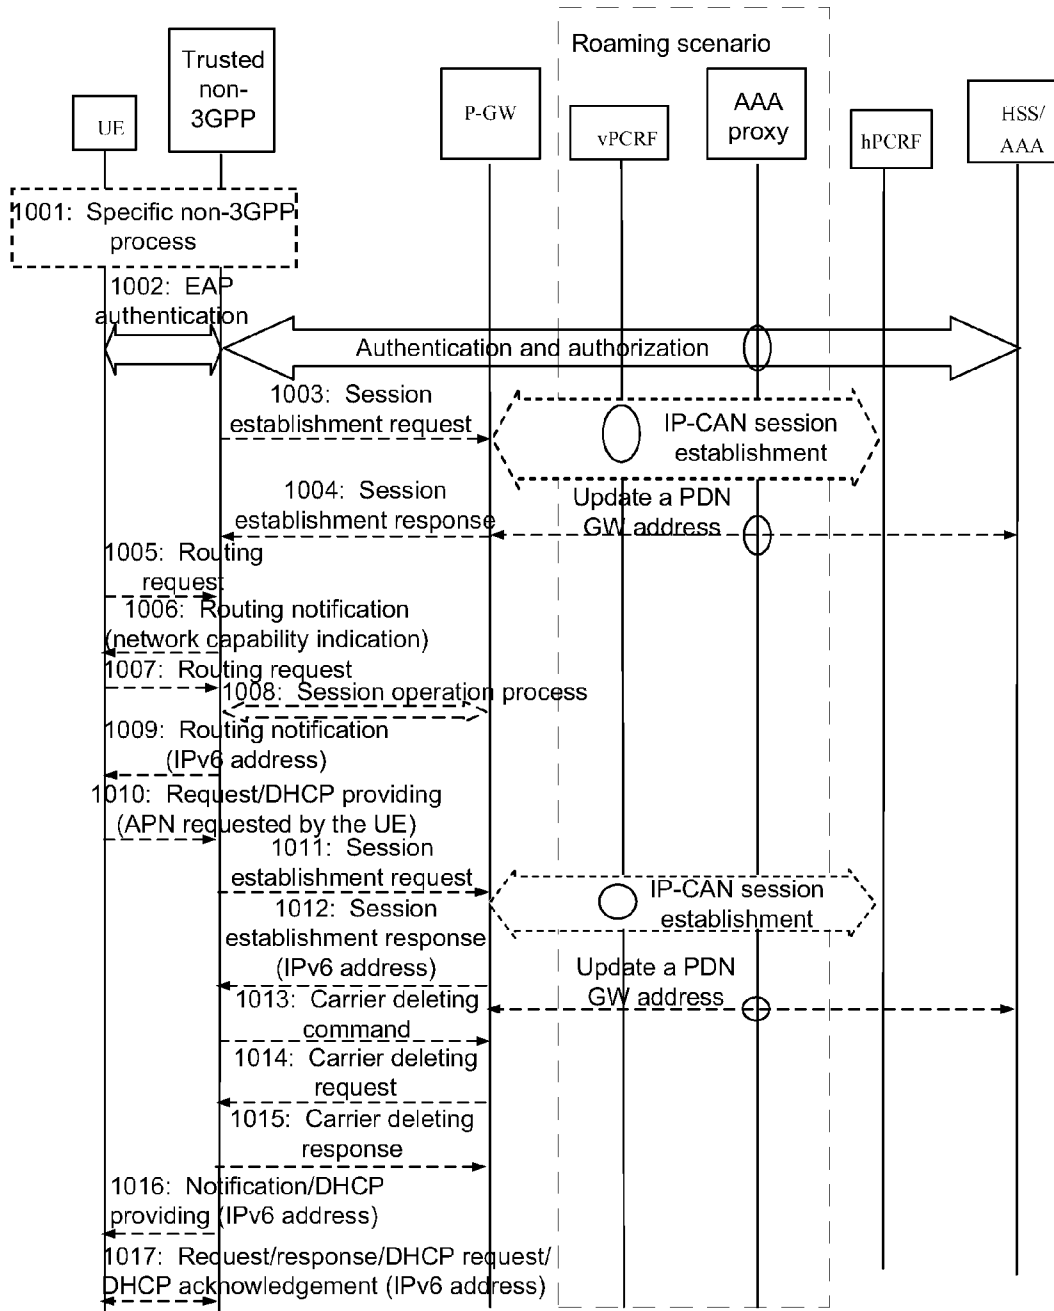 Roaming scenario
UE
Trusted
non-
3GPP
P-GW
vPCRF
AAA
proxy
hPCRF
HSS/
AAA
1001: Specific non-3GPP
process
1002: EAP
authentication
Authentication and authorization
1003: Session
establishment request
IP-CAN session
establishment
1004: Session
establishment response
Update a PDN
GW address
1005: Routing
request
1006: Routing notification
(network capability indication)
1007: Routing request
1008: Session operation process
1009: Routing notification
(IPv6 address)
1010: Request/DHCP providing
(APN requested by the UE)
1011: Session
establishment request
IP-CAN session
establishment
1012: Session
establishment response
(IPv6 address)
Update a PDN
GW address
1013: Carrier deleting
command
1014: Carrier deleting
request
1015: Carrier deleting
response
1016: Notification/DHCP
providing (IPv6 address)
1017: Request/response/DHCP request/
DHCP acknowledgement (IPv6 address)